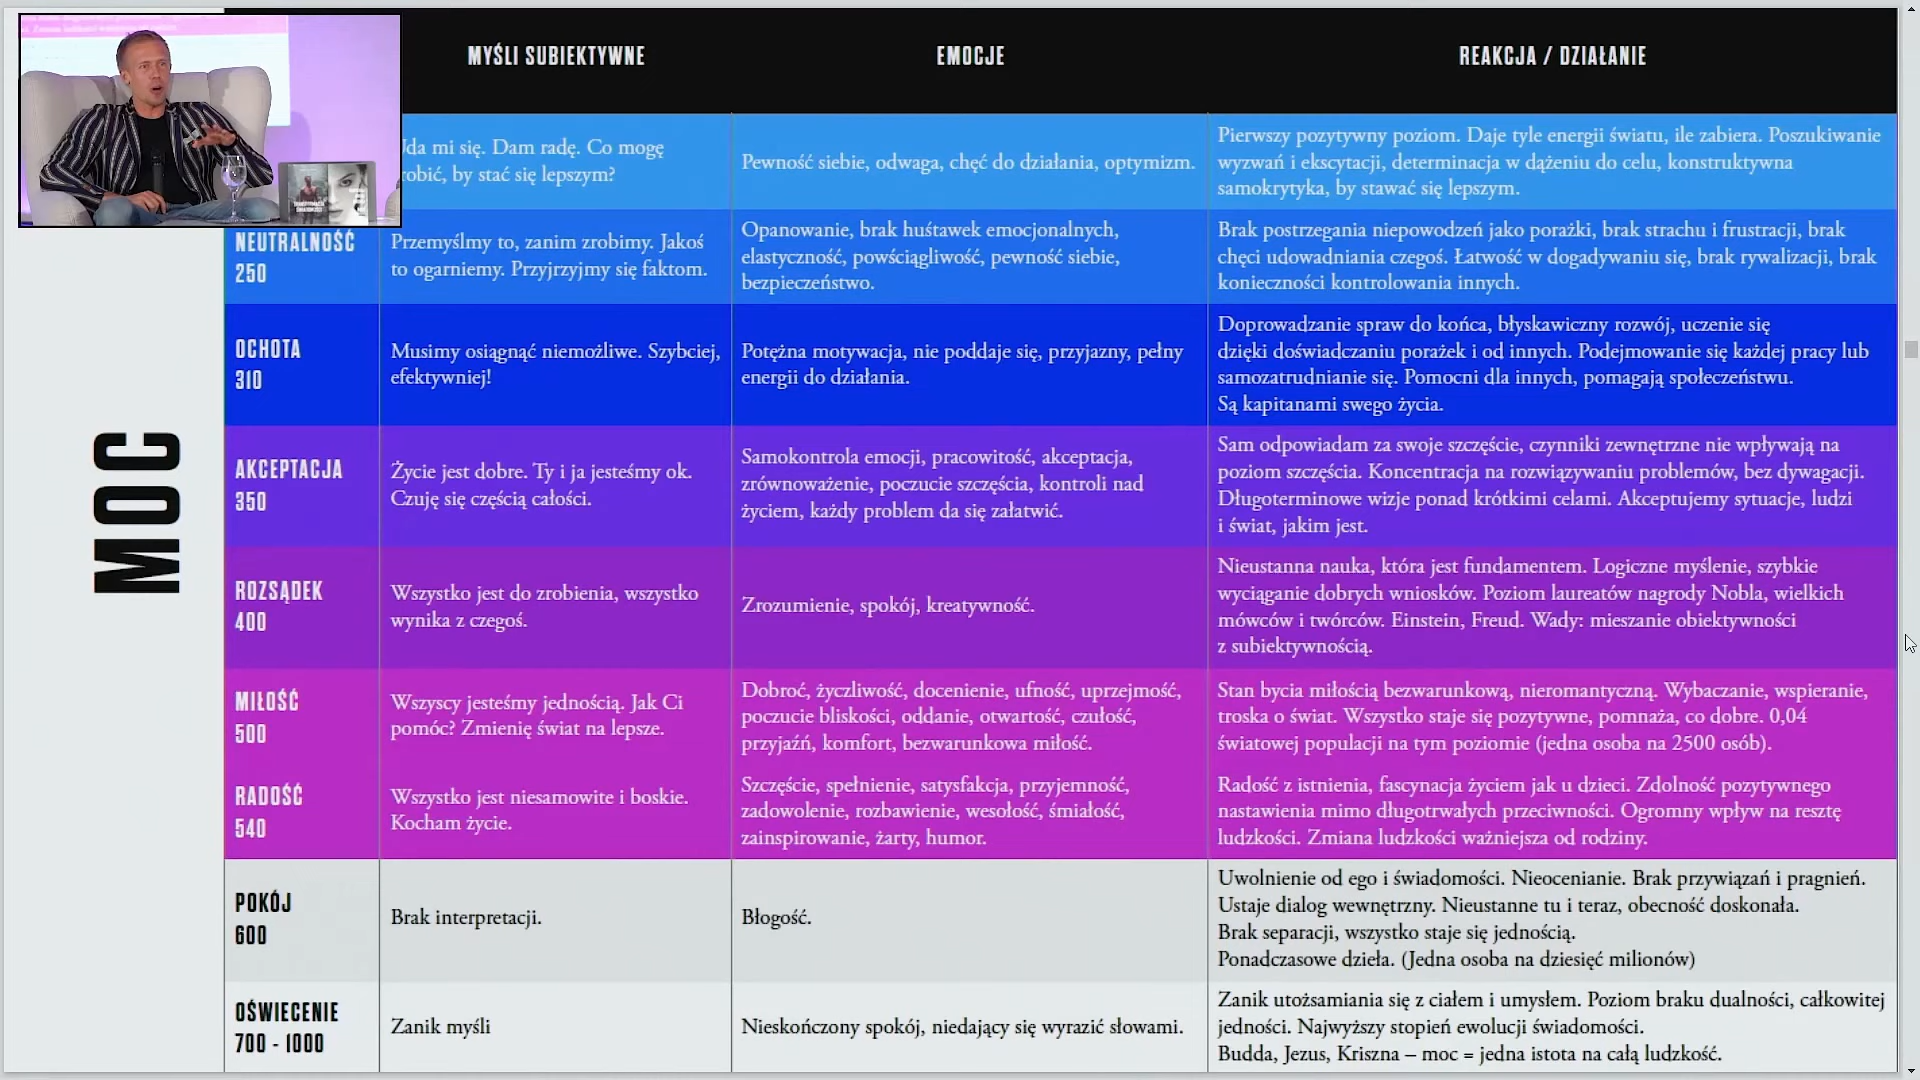 MYŚLI SUBIEKTYWNE
EMOCJE
REAKCJA / DZIAŁANIE
MOC
mi się. Dam radę. Co mogę
by stać się lepszym?
Pewność siebie, odwaga, chęć do działania, optymizm.
Pierwszy pozytywny poziom. Daje tyle energii światu, ile zabiera. Poszukiwanie
wyzwań i ekscytacji, determinacja w dążeniu do celu, konstruktywna
samokrytyka, by stawać się lepszym.
NEUTRALNOŚĆ
250
Przemyślmy to, zanim zrobimy. Jakoś
to ogarniemy. Przyjrzyjmy się faktom.
Opanowanie, brak huśtawek emocjonalnych,
elastyczność, powściągliwość, pewność siebie,
bezpieczeństwo.
Brak postrzegania niepowodzeń jako porażki, brak strachu i frustracji, brak
chęci udowadniania czegoś. Łatwość w dogadywaniu się, brak rywalizacji, brak
konieczności kontrolowania innych.
OCHOTA
310
Musimy osiągnąć niemożliwe. Szybciej,
efektywniej!
Potężna motywacja, nie poddaje się, przyjazny, pełny
energii do działania.
Doprowadzanie spraw do końca, błyskawiczny rozwój, uczenie się
dzięki doświadczaniu porażek i od innych. Podejmowanie się każdej pracy lub
samozatrudnianie się. Pomocni dla innych, pomagają społeczeństwu.
Są kapitanami swego życia.
AKCEPTACJA
350
Życie jest dobre. Ty i ja jesteśmy ok.
Czuję się częścią całości.
Samokontrola emocji, pracowitość, akceptacja,
zrównoważenie, poczucie szczęścia, kontroli nad
życiem, każdy problem da się załatwić.
Sam odpowiadam za swoje szczęście, czynniki zewnętrzne nie wpływają na
poziom szczęścia. Koncentracja na rozwiązywaniu problemów, bez dywagacji.
Długoterminowe wizje ponad krótkimi celami. Akceptujemy sytuacje, ludzi
i świat, jakim jest.
ROZSĄDEK
400
Wszystko jest do zrobienia, wszystko
wynika z czegoś.
Zrozumienie, spokój, kreatywność.
Nieustanna nauka, która jest fundamentem. Logiczne myślenie, szybkie
wyciąganie dobrych wniosków. Poziom laureatów nagrody Nobla, wielkich
mówców i twórców. Einstein, Freud. Wady: mieszanie obiektywności
z subiektywnością.
MIŁOŚĆ
500
Wszyscy jesteśmy jednością. Jak Ci
pomóc? Zmienię świat na lepsze.
Dobroć, życzliwość, docenienie, ufność, uprzejmość,
poczucie bliskości, oddanie, otwartość, czułość,
przyjaźń, komfort, bezwarunkowa miłość.
Stan bycia miłością bezwarunkową, nieromantyczną. Wybaczanie, wspieranie,
troska o świat. Wszystko staje się pozytywne, pomnaża, co dobre. 0,04
światowej populacji na tym poziomie (jedna osoba na 2500 osób).
RADOŚĆ
540
Wszystko jest niesamowite i boskie.
Kocham życie.
Szczęście, spełnienie, satysfakcja, przyjemność,
zadowolenie, rozbawienie, wesołość, śmiałość,
zainspirowanie, żarty, humor.
Radość z istnienia, fascynacja życiem jak u dzieci. Zdolność pozytywnego
nastawienia mimo długotrwałych przeciwności. Ogromny wpływ na resztę
ludzkości. Zmiana ludzkości ważniejsza od rodziny.
POKÓJ
600
Brak interpretacji.
Błogość.
Uwolnienie od ego i świadomości. Nieocenianie. Brak przywiązań i pragnień.
Ustaje dialog wewnętrzny. Nieustanne tu i teraz, obecność doskonała.
Brak separacji, wszystko staje się jednością.
Ponadczasowe dzieła. (Jedna osoba na dziesięć milionów)
OŚWIECENIE
700 - 1000
Zanik myśli
Nieskończony spokój, niedający się wyrazić słowami.
Zanik utożsamiania się z ciałem i umysłem. Poziom braku dualności, całkowitej
jedności. Najwyższy stopień ewolucji świadomości.
Budda, Jezus, Kriszna – moc = jedna istota na całą ludzkość.